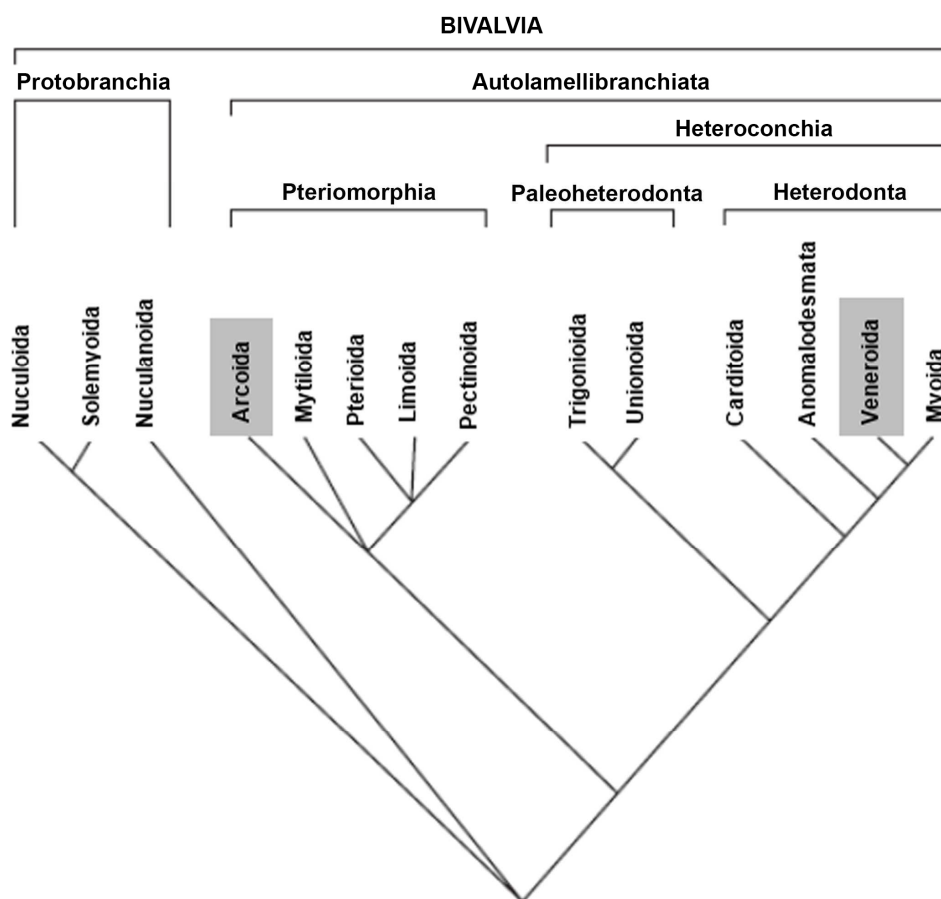 BIVALVIA
Protobranchia
Autolamellibranchiata
Heteroconchia
Pteriomorphia
Paleoheterodonta
Heterodonta
Nuculoida
Solemyoida
Nuculanoida
Arcoida
Mytiloida
Pterioida
Limoida
Pectinoida
Trigonioida
Unionoida
Carditoida
Anomalodesmata
Veneroida
Myoida